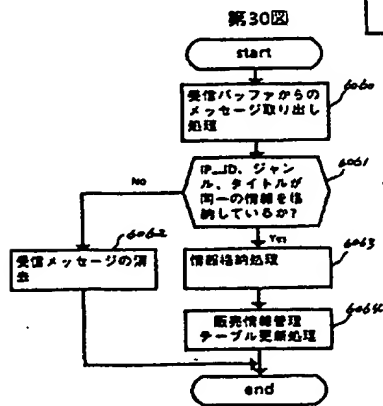 第30図
start
受信バッファからの
メッセージ取り出し
処理
6060
IP_ID、ジャン
ル、タイトルが
同一の情報を格
納しているか?
6061
No
Yes
受信メッセージの消
去
6062
情報格納処理
6063
販売情報管理
テーブル更新処理
6064
end